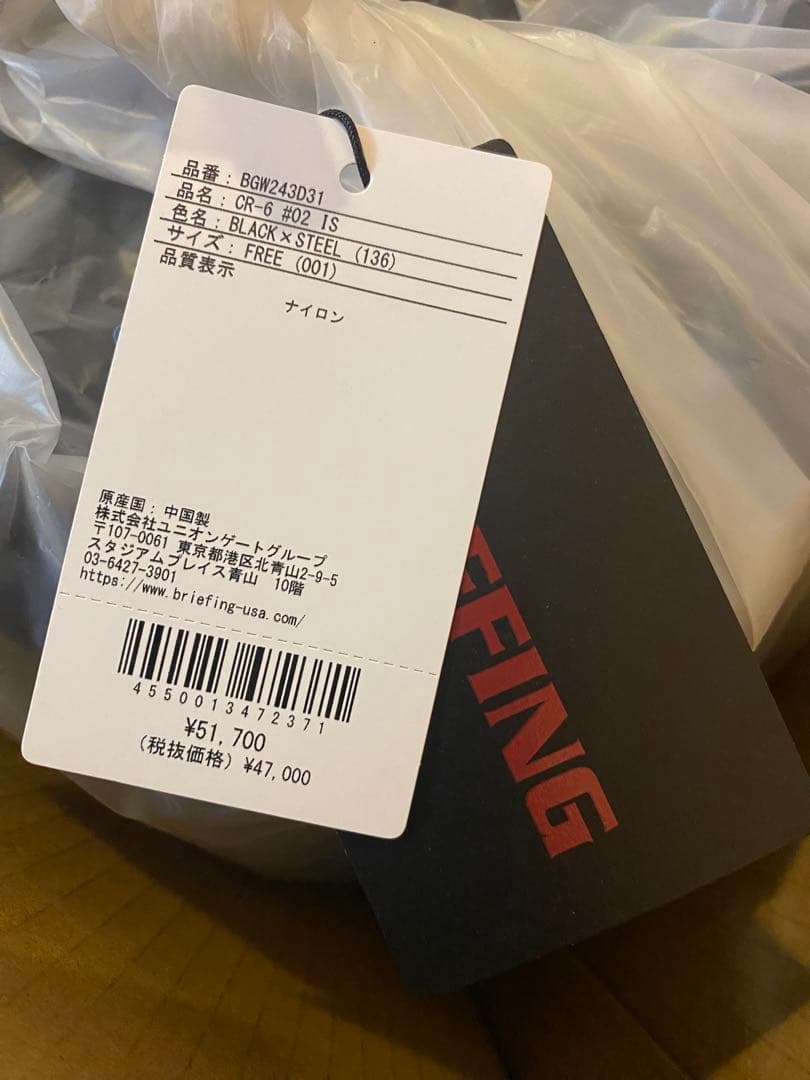 品番: BGW243D31
品名: CR-6 #02 IS
色名: BLACK×STEEL (136)
サイズ: FREE (001)
品質表示
ナイロン
原産国: 中国製
株式会社ユニオンゲートグループ
〒107-0061 東京都港区北青山2-9-5
スタジアムプレイス青山 10階
03-6427-3901
https://www.briefing-usa.com/
4550013472371
¥51,700
(税抜価格) ¥47,000
EFING